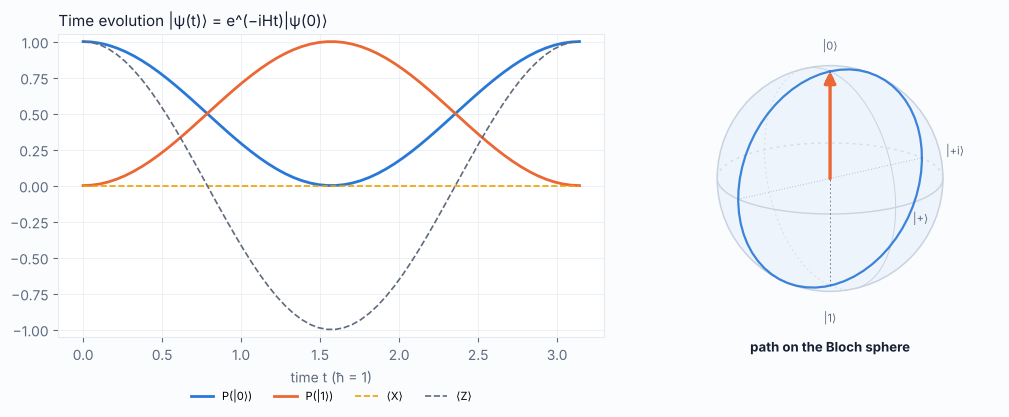 Time evolution |ψ(t)⟩ = e^(−iHt)|ψ(0)⟩
1.00
0.75
0.50
0.25
0.00
−0.25
−0.50
−0.75
−1.00
0.0 0.5 1.0 1.5 2.0 2.5 3.0
time t (ħ = 1)
P(|0⟩) P(|1⟩) ⟨X⟩ ⟨Z⟩
|0⟩
|+i⟩
|+⟩
|1⟩
path on the Bloch sphere